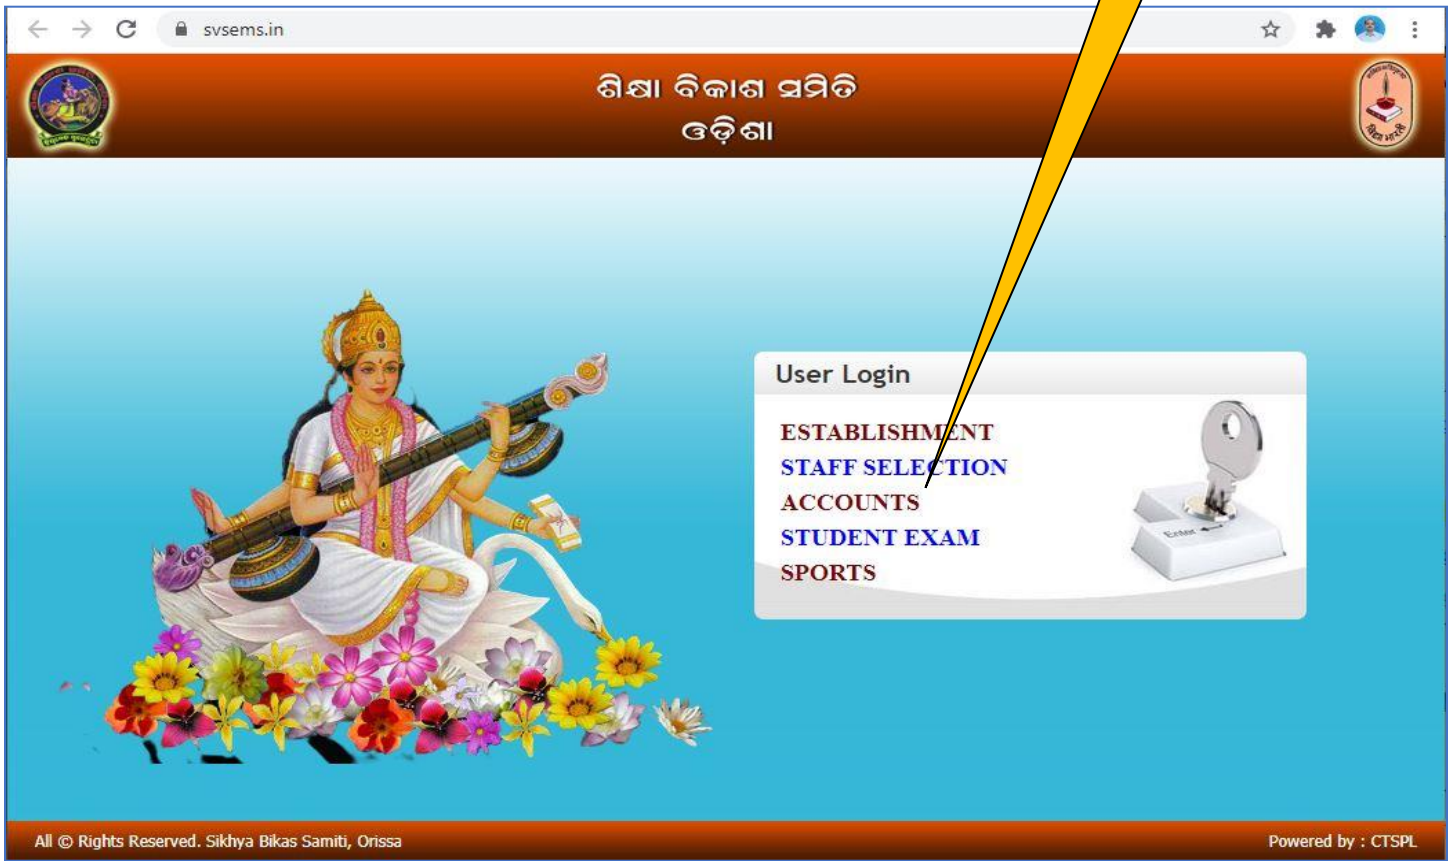 svsems.in
ଶିକ୍ଷା ବିକାଶ ସମିତି
ଓଡ଼ିଶା
User Login
ESTABLISHMENT
STAFF SELECTION
ACCOUNTS
STUDENT EXAM
SPORTS
Enter
All © Rights Reserved. Sikhya Bikas Samiti, Orissa
Powered by : CTSPL